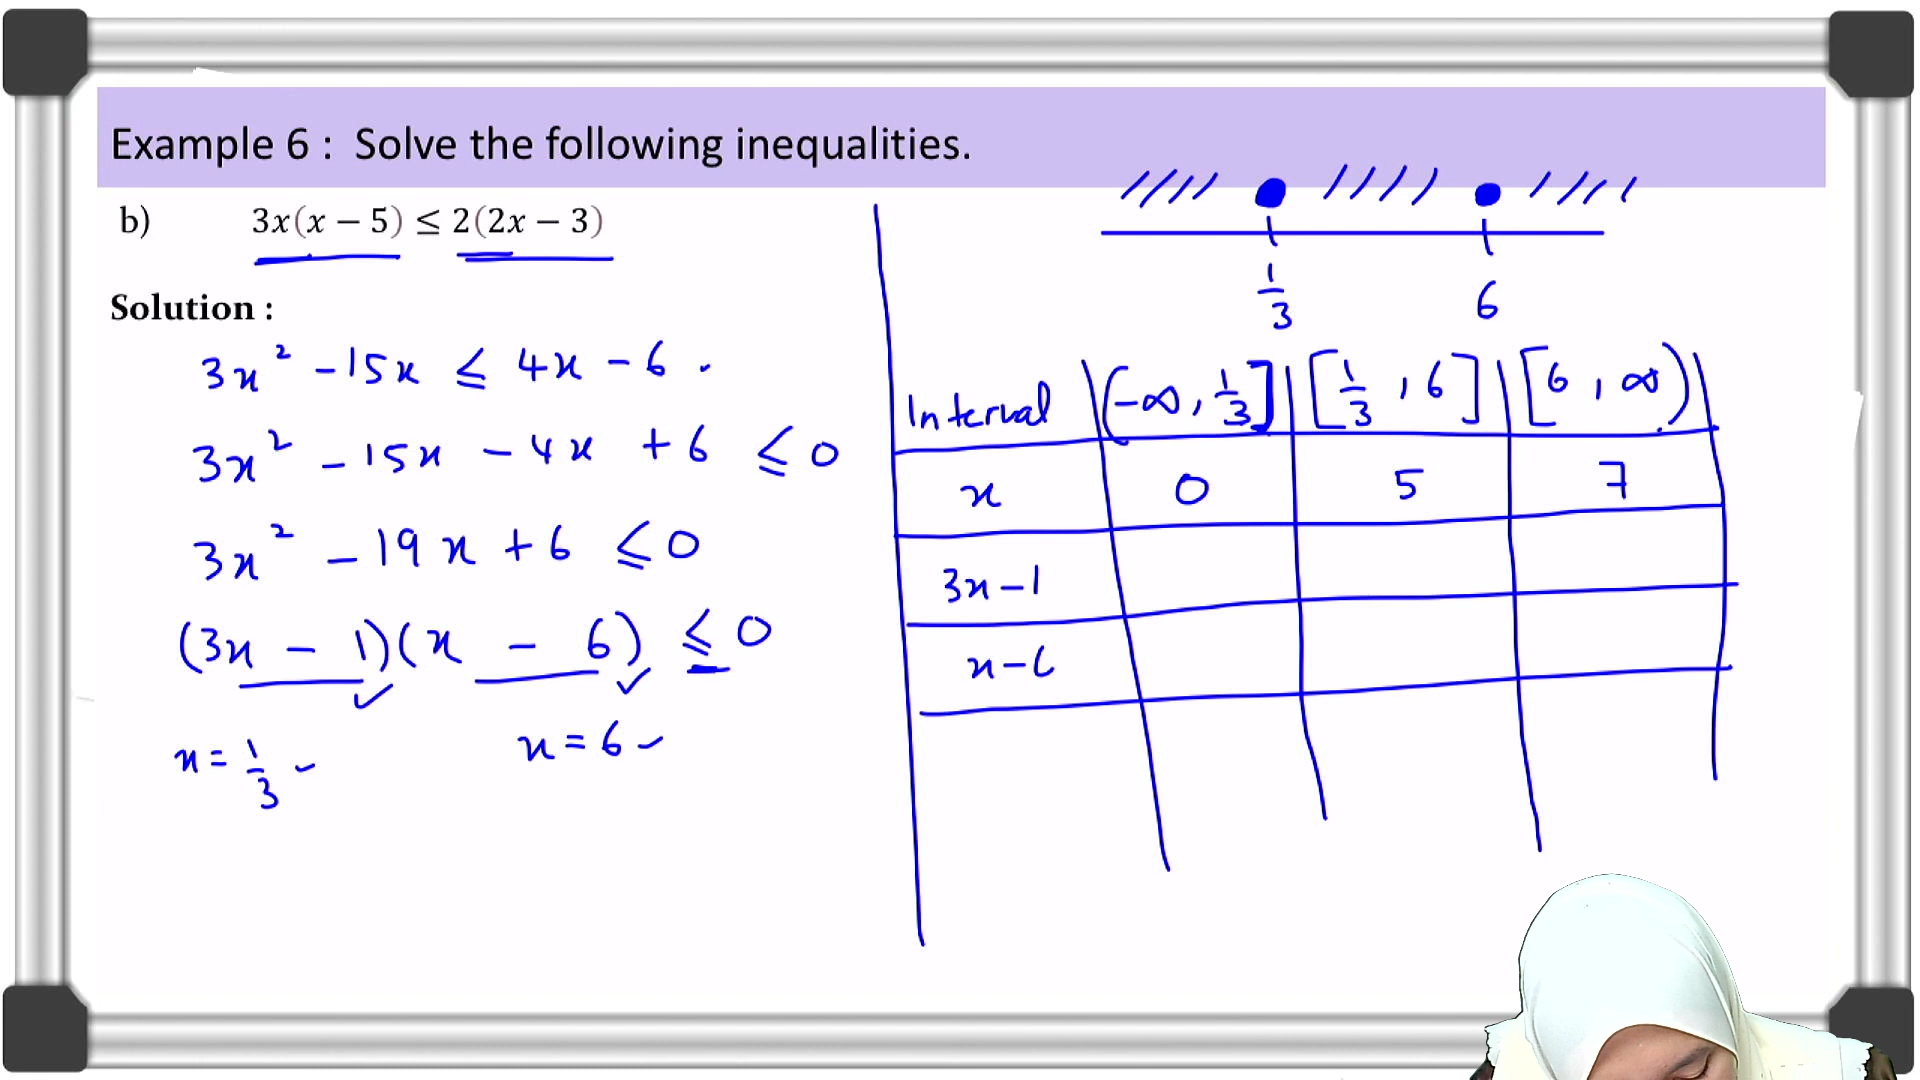 Example 6 : Solve the following inequalities.
b) 3x(x − 5) ≤ 2(2x − 3)
Solution :
3x² − 15x ≤ 4x − 6
3x² − 15x − 4x + 6 ≤ 0
3x² − 19x + 6 ≤ 0
(3x − 1)(x − 6) ≤ 0
x = 1/3 x = 6
1/3 6
Interval (−∞, 1/3] [1/3, 6] [6, ∞)
x 0 5 7
3x − 1
x − 6